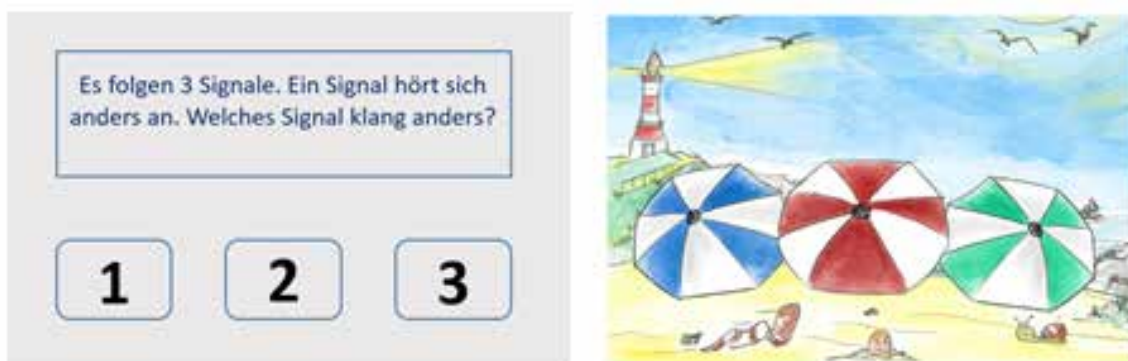 Es folgen 3 Signale. Ein Signal hört sich
anders an. Welches Signal klang anders?
1
2
3